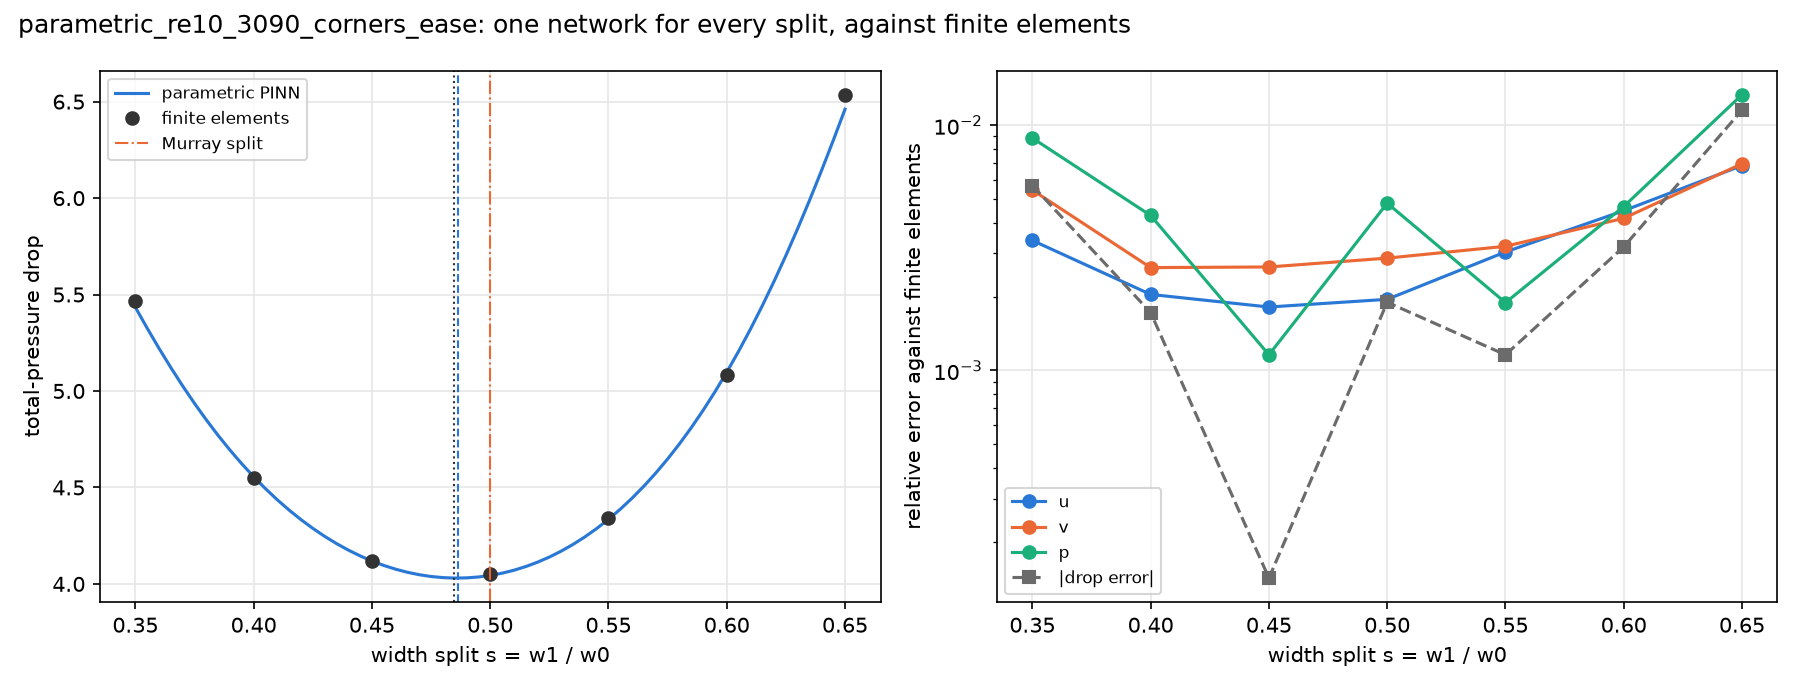 parametric_re10_3090_corners_ease: one network for every split, against finite elements
total-pressure drop
6.5
6.0
5.5
5.0
4.5
4.0
parametric PINN
finite elements
Murray split
0.35 0.40 0.45 0.50 0.55 0.60 0.65
width split s = w1 / w0
relative error against finite elements
10⁻²
10⁻³
u
v
p
|drop error|
0.35 0.40 0.45 0.50 0.55 0.60 0.65
width split s = w1 / w0